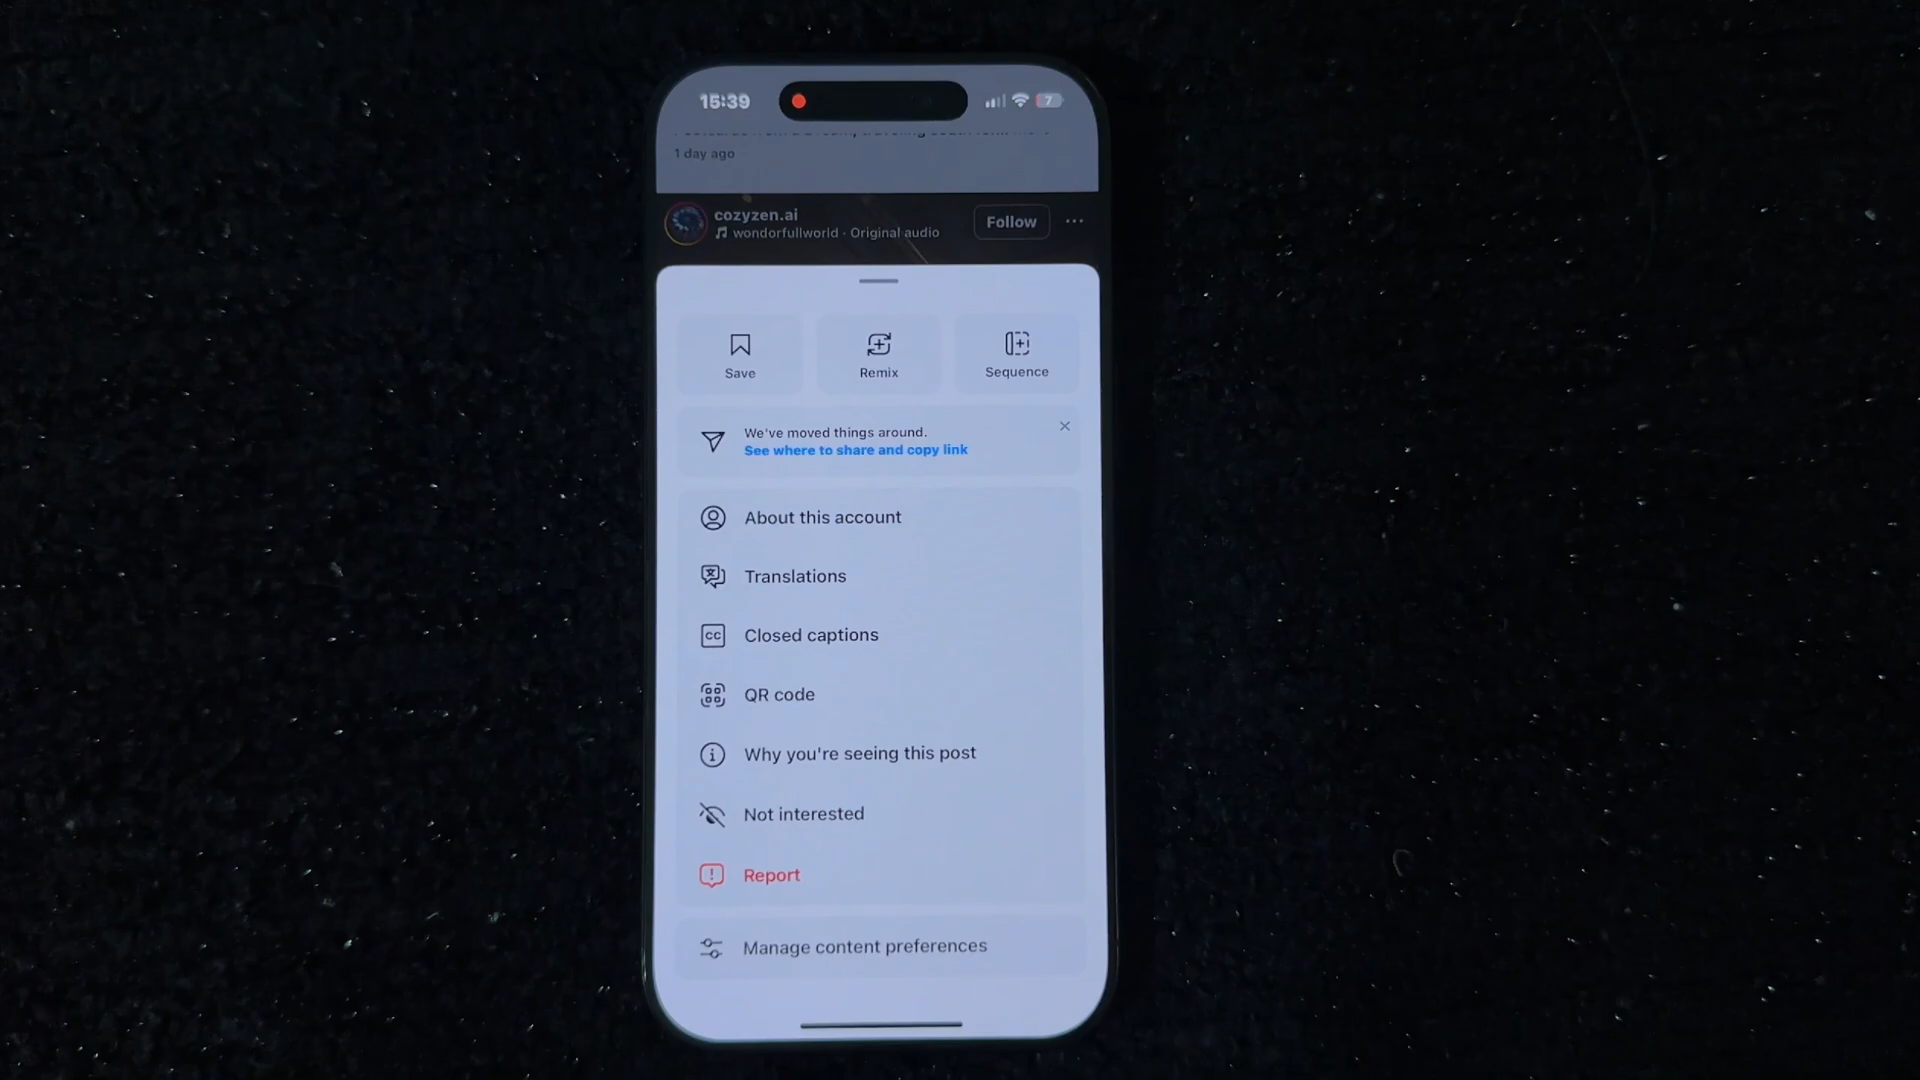 15:39
7
1 day ago
cozyzen.ai
wondorfullworld · Original audio
Follow
Save
Remix
Sequence
We've moved things around.
See where to share and copy link
About this account
Translations
CC
Closed captions
QR code
Why you're seeing this post
Not interested
Report
Manage content preferences